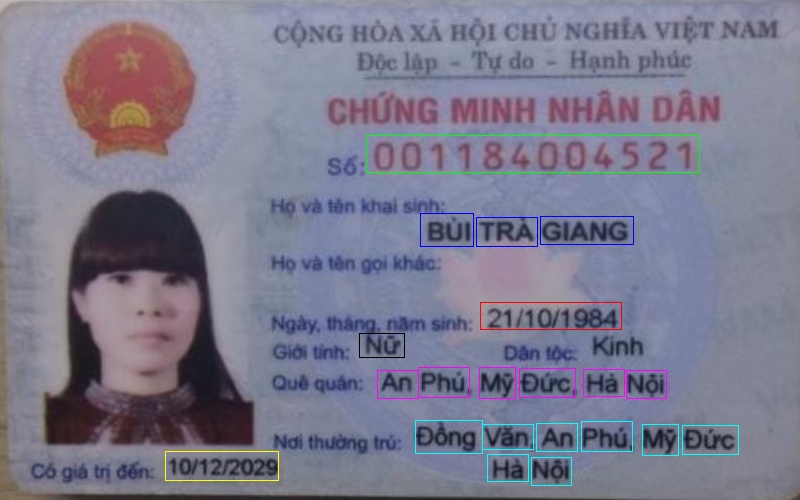 CỘNG HÒA XÃ HỘI CHỦ NGHĨA VIỆT NAM
Độc lập - Tự do - Hạnh phúc
CHỨNG MINH NHÂN DÂN
Số: 001184004521
Họ và tên khai sinh:
BÙI TRÀ GIANG
Họ và tên gọi khác:
Ngày, tháng, năm sinh: 21/10/1984
Giới tính: Nữ Dân tộc: Kinh
Quê quán: An Phú, Mỹ Đức, Hà Nội
Nơi thường trú: Đồng Văn, An Phú, Mỹ Đức
Hà Nội
Có giá trị đến: 10/12/2029